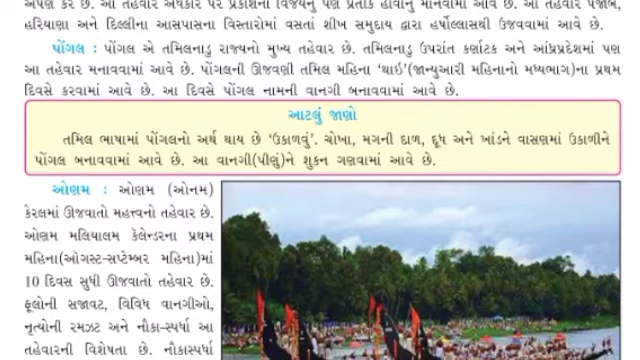 અર્પણ કરે છે. આ તહેવાર અંધકાર પર પ્રકાશના વિજયનું પણ પ્રતીક હોવાનું માનવામાં આવે છે. આ તહેવાર પંજાબ,
હરિયાણા અને દિલ્લીના આસપાસના વિસ્તારોમાં વસતાં શીખ સમુદાય દ્વારા હર્ષોલ્લાસથી ઉજવવામાં આવે છે.
પોંગલ : પોંગલ એ તમિલનાડુ રાજ્યનો મુખ્ય તહેવાર છે. તમિલનાડુ ઉપરાંત કર્ણાટક અને આંધ્રપ્રદેશમાં પણ
આ તહેવાર મનાવવામાં આવે છે. પોંગલની ઊજવણી તમિલ મહિના 'થાઇ'(જાન્યુઆરી મહિનાનો મધ્યભાગ)ના પ્રથમ
દિવસે કરવામાં આવે છે. આ દિવસે પોંગલ નામની વાનગી બનાવવામાં આવે છે.
આટલું જાણો
તમિલ ભાષામાં પોંગલનો અર્થ થાય છે 'ઉકાળવું'. ચોખા, મગની દાળ, દૂધ અને ખાંડને વાસણમાં ઉકાળીને
પોંગલ બનાવવામાં આવે છે. આ વાનગી(પીણું)ને શુકન ગણવામાં આવે છે.
ઓણમ : ઓણમ (ઓનમ)
કેરલમાં ઊજવાતો મહત્ત્વનો તહેવાર છે.
ઓણમ મલિયાલમ કૅલેન્ડરના પ્રથમ
મહિના(ઑગસ્ટ-સપ્ટેમ્બર મહિના)માં
10 દિવસ સુધી ઊજવાતો તહેવાર છે.
ફૂલોની સજાવટ, વિવિધ વાનગીઓ,
નૃત્યોની રમઝટ અને નૌકા-સ્પર્ધા આ
તહેવારની વિશેષતા છે. નૌકાસ્પર્ધા